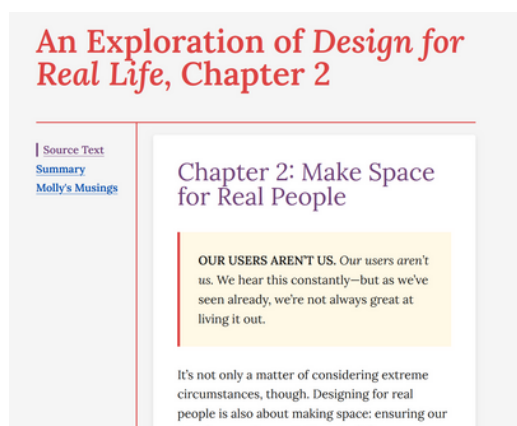 An Exploration of Design for
Real Life, Chapter 2
Source Text
Summary
Molly's Musings
Chapter 2: Make Space
for Real People
OUR USERS AREN'T US. Our users aren't
us. We hear this constantly—but as we've
seen already, we're not always great at
living it out.
It's not only a matter of considering extreme
circumstances, though. Designing for real
people is also about making space: ensuring our